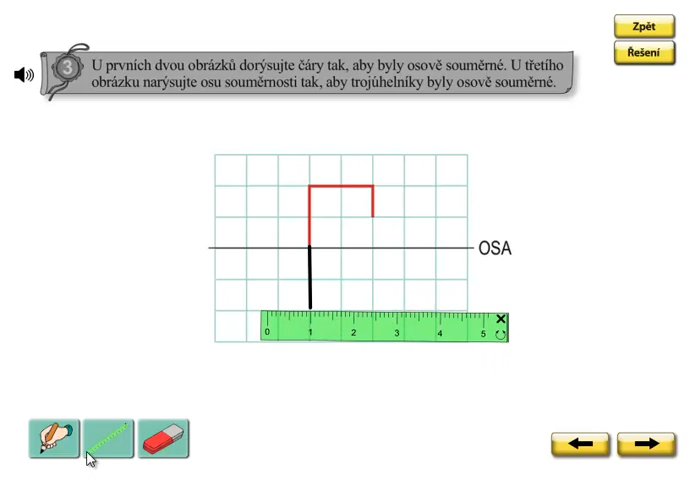 Zpět
Řešení
3
U prvních dvou obrázků dorýsujte čáry tak, aby byly osově souměrné. U třetího
obrázku narýsujte osu souměrnosti tak, aby trojúhelníky byly osově souměrné.
OSA
0 1 2 3 4 5